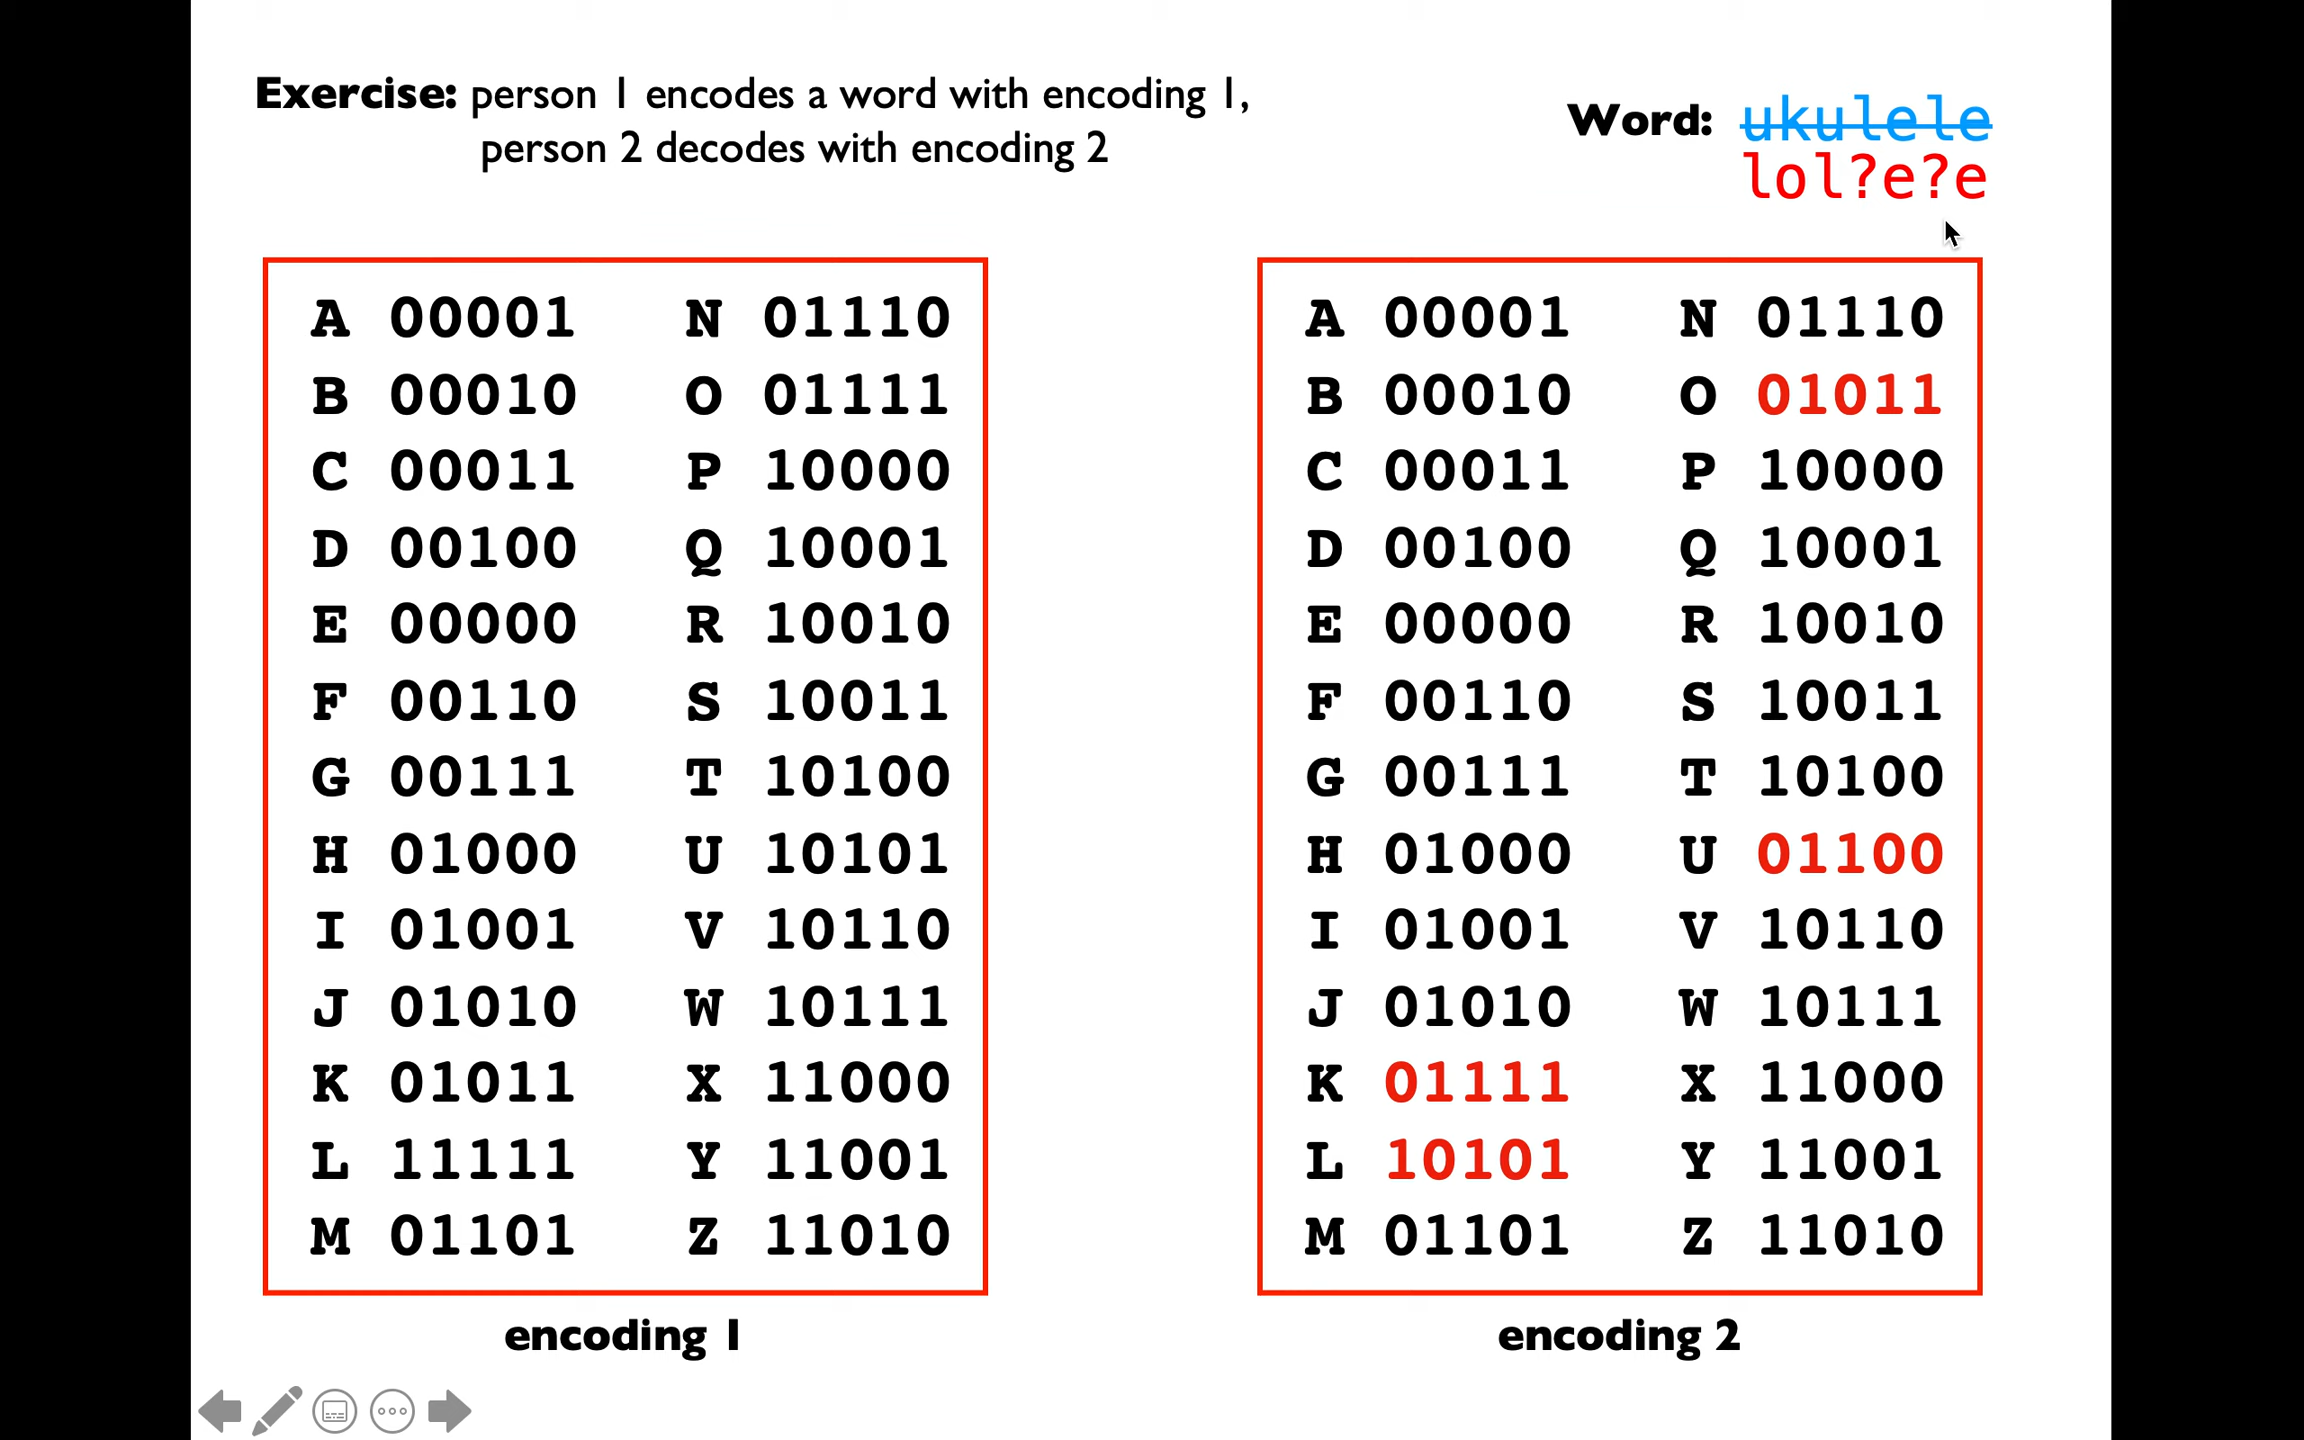 Exercise: person 1 encodes a word with encoding 1,
person 2 decodes with encoding 2
Word: ukulele
lol?e?e
A 00001 N 01110
B 00010 O 01111
C 00011 P 10000
D 00100 Q 10001
E 00000 R 10010
F 00110 S 10011
G 00111 T 10100
H 01000 U 10101
I 01001 V 10110
J 01010 W 10111
K 01011 X 11000
L 11111 Y 11001
M 01101 Z 11010
encoding 1
A 00001 N 01110
B 00010 O 01011
C 00011 P 10000
D 00100 Q 10001
E 00000 R 10010
F 00110 S 10011
G 00111 T 10100
H 01000 U 01100
I 01001 V 10110
J 01010 W 10111
K 01111 X 11000
L 10101 Y 11001
M 01101 Z 11010
encoding 2